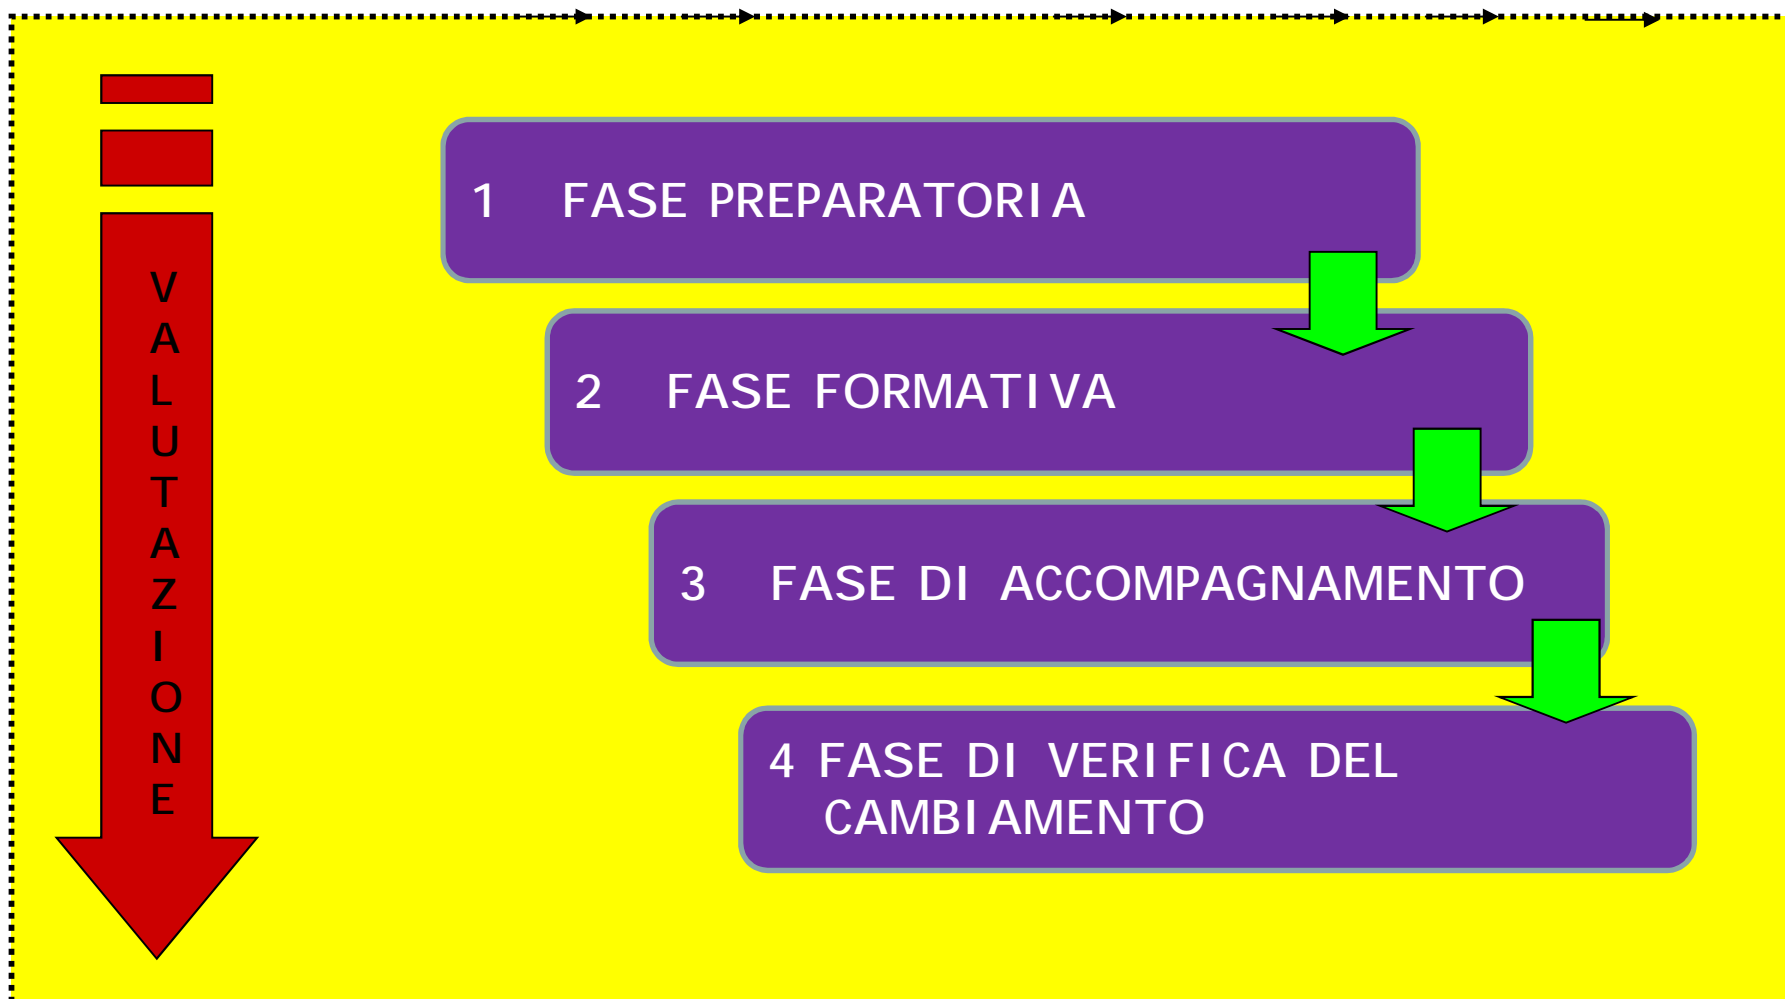 VALUTAZIONE
1 FASE PREPARATORIA
2 FASE FORMATIVA
3 FASE DI ACCOMPAGNAMENTO
4 FASE DI VERIFICA DEL
CAMBIAMENTO